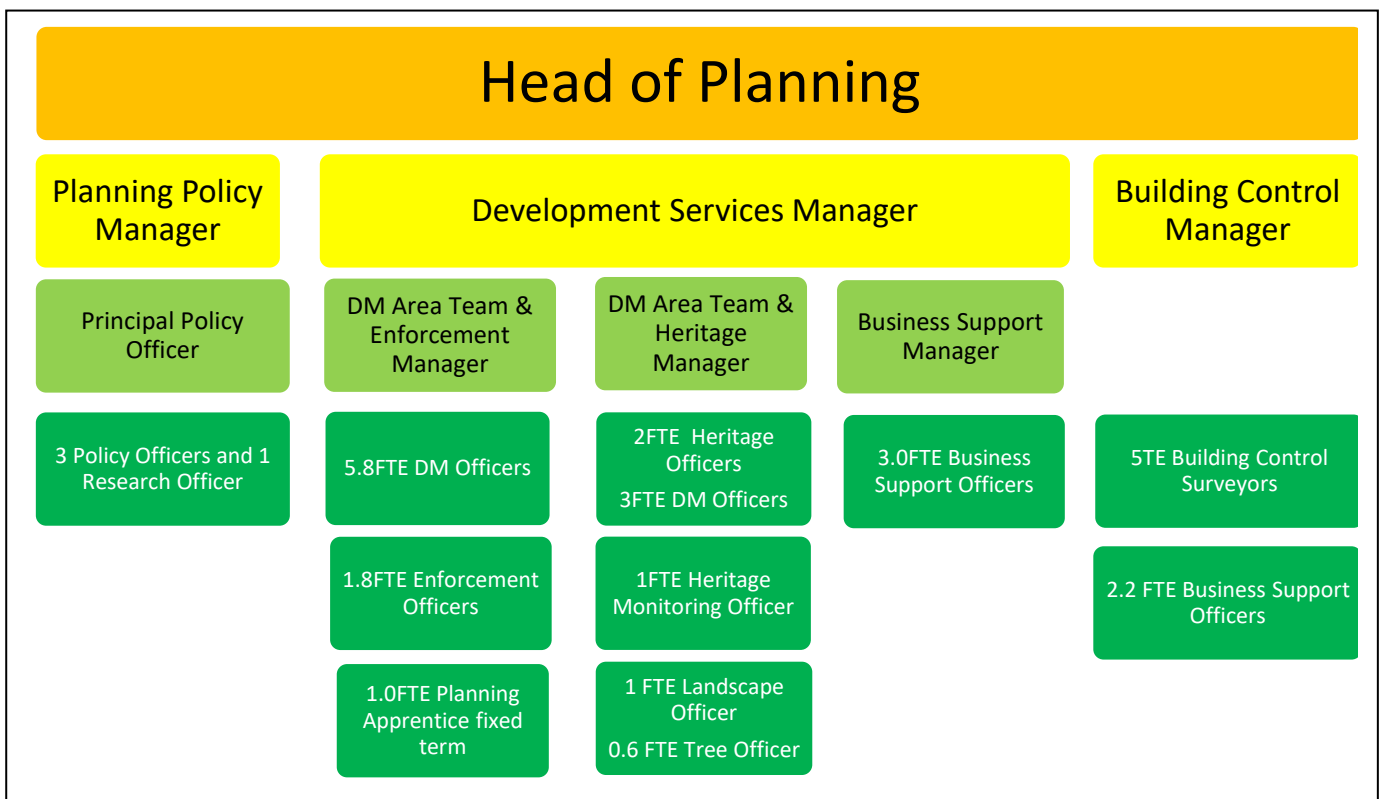 Head of Planning
Planning Policy
Manager
Development Services Manager
Building Control
Manager
Principal Policy
Officer
DM Area Team &
Enforcement
Manager
DM Area Team &
Heritage
Manager
Business Support
Manager
3 Policy Officers and 1
Research Officer
5.8FTE DM Officers
2FTE  Heritage
Officers
3FTE DM Officers
3.0FTE Business
Support Officers
5TE Building Control
Surveyors
1.8FTE Enforcement
Officers
1FTE Heritage
Monitoring Officer
2.2 FTE Business Support
Officers
1.0FTE Planning
Apprentice fixed
term
1 FTE Landscape
Officer
0.6 FTE Tree Officer